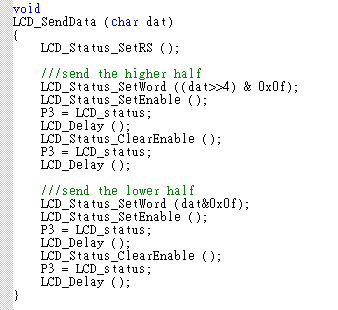 void
LCD_SendData (char dat)
{
LCD_Status_SetRS ();
///send the higher half
LCD_Status_SetWord ((dat>>4) & 0x0f);
LCD_Status_SetEnable ();
P3 = LCD_status;
LCD_Delay ();
LCD_Status_ClearEnable ();
P3 = LCD_status;
LCD_Delay ();
///send the lower half
LCD_Status_SetWord (dat&0x0f);
LCD_Status_SetEnable ();
P3 = LCD_status;
LCD_Delay ();
LCD_Status_ClearEnable ();
P3 = LCD_status;
LCD_Delay ();
}